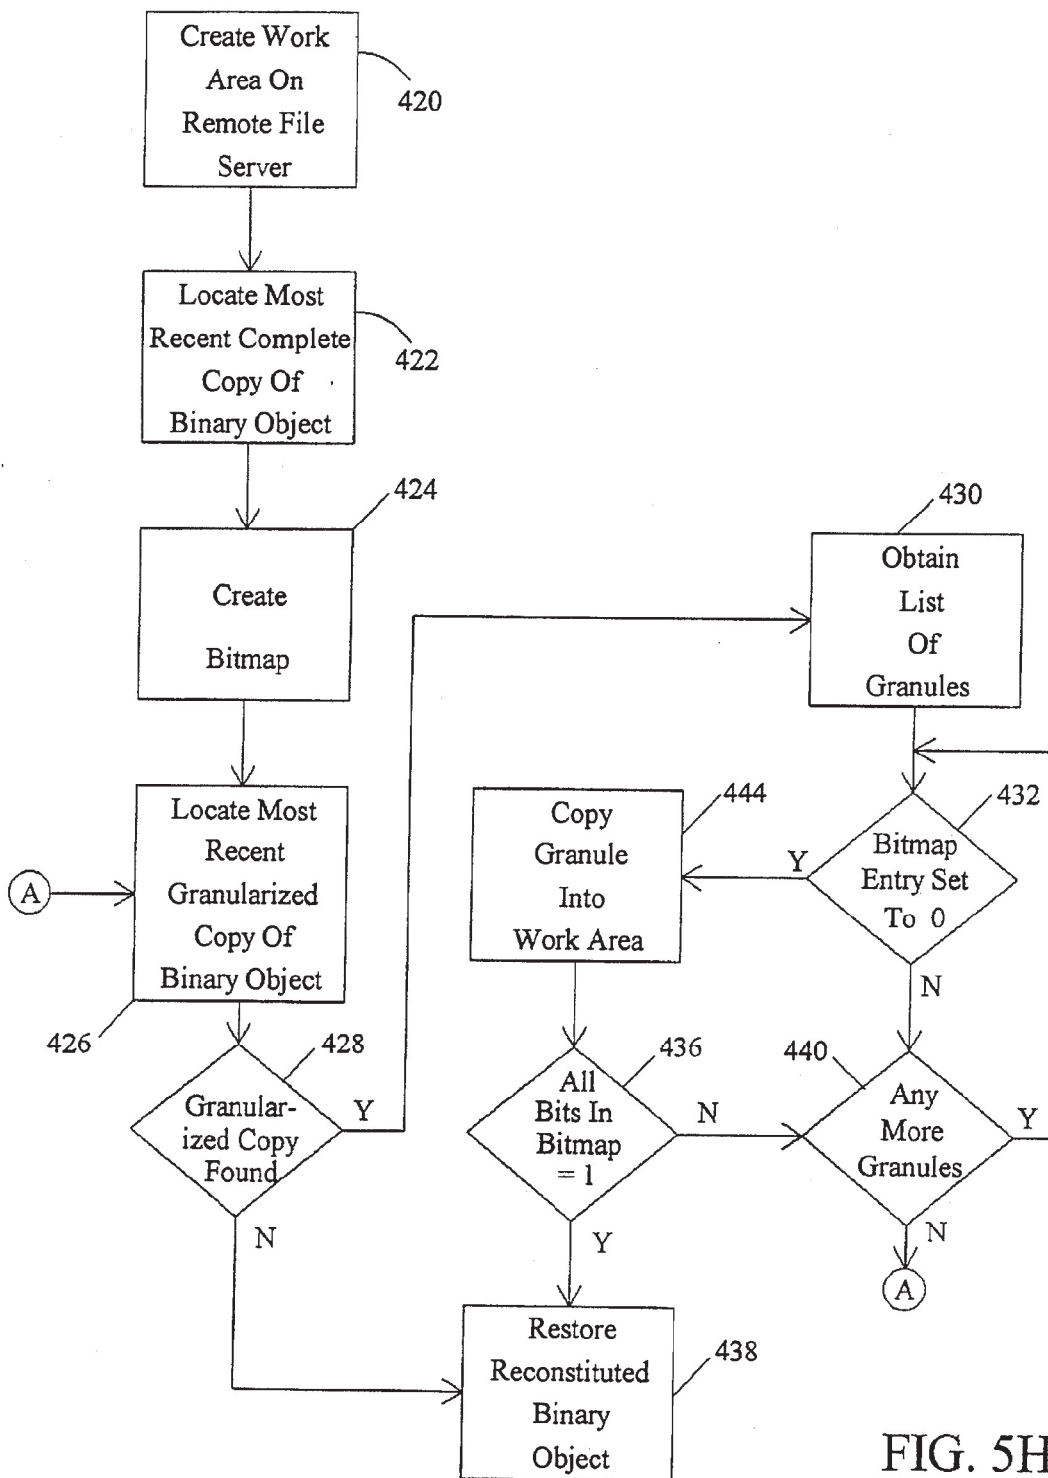 Create Work
Area On
Remote File
Server
420
Locate Most
Recent Complete
Copy Of
Binary Object
422
424
Create
Bitmap
Locate Most
Recent
Granularized
Copy Of
Binary Object
A
426
428
Granular-
ized Copy
Found
Y
N
430
Obtain
List
Of
Granules
432
Bitmap
Entry Set
To 0
Y
N
444
Copy
Granule
Into
Work Area
436
All
Bits In
Bitmap
= 1
N
Y
440
Any
More
Granules
Y
N
A
Restore
Reconstituted
Binary
Object
438
FIG. 5H